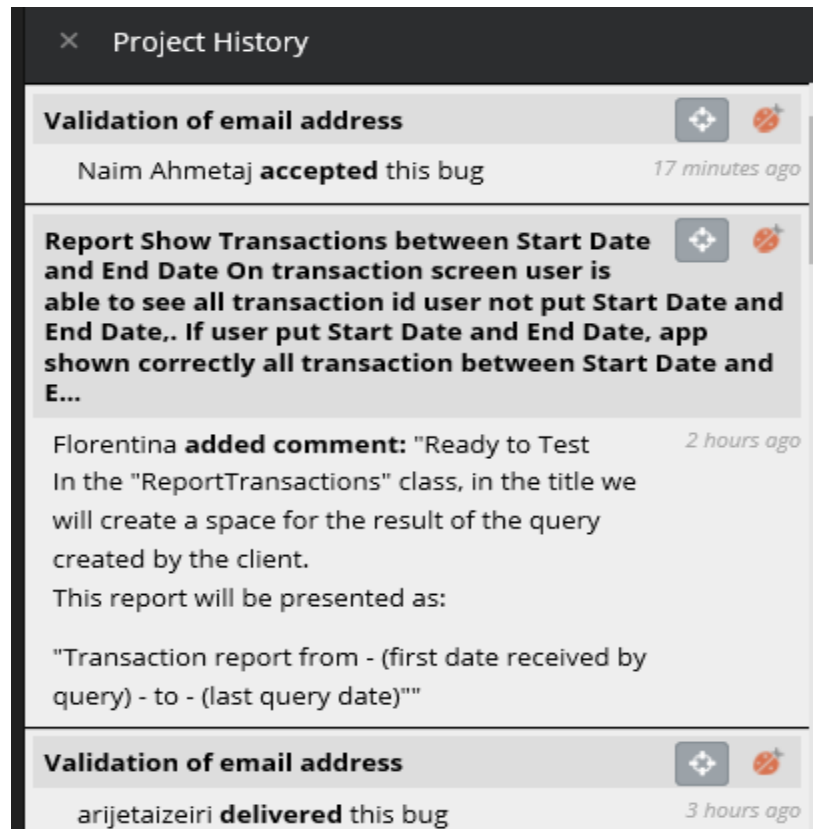 × Project History
Validation of email address
Naim Ahmetaj accepted this bug 17 minutes ago
Report Show Transactions between Start Date
and End Date On transaction screen user is
able to see all transaction id user not put Start Date and
End Date,. If user put Start Date and End Date, app
shown correctly all transaction between Start Date and
E...
Florentina added comment: "Ready to Test 2 hours ago
In the "ReportTransactions" class, in the title we
will create a space for the result of the query
created by the client.
This report will be presented as:
"Transaction report from - (first date received by
query) - to - (last query date)""
Validation of email address
arijetaizeiri delivered this bug 3 hours ago